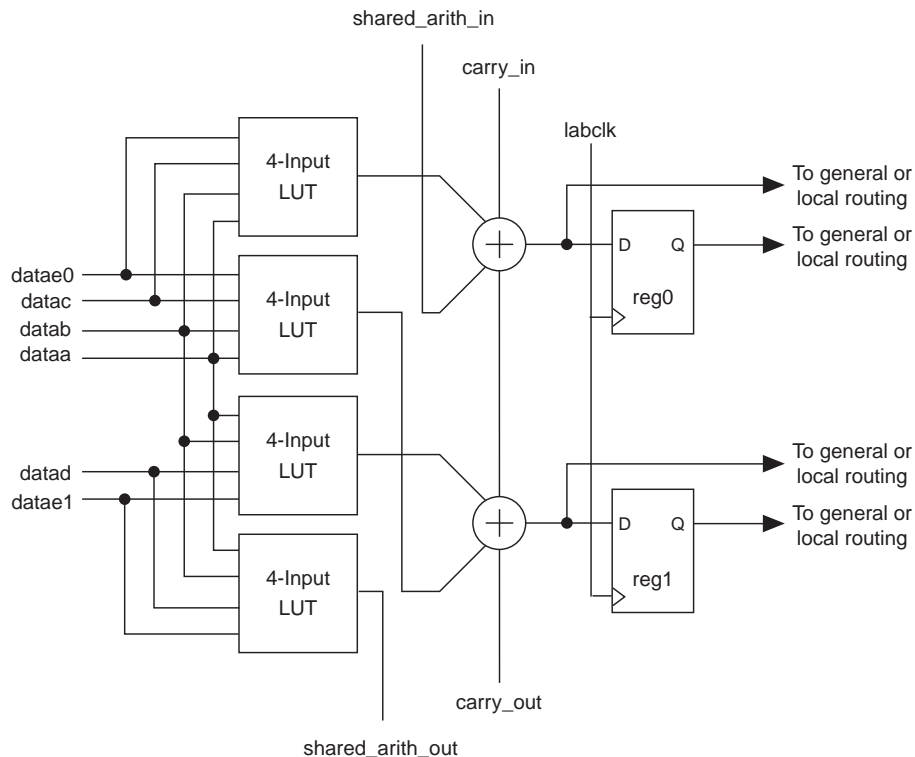 shared_arith_in
carry_in
labclk
4-Input
LUT
To general or
local routing
D Q
reg0
To general or
local routing
datae0
datac
datab
dataa
4-Input
LUT
4-Input
LUT
To general or
local routing
datad
datae1
D Q
reg1
To general or
local routing
4-Input
LUT
carry_out
shared_arith_out